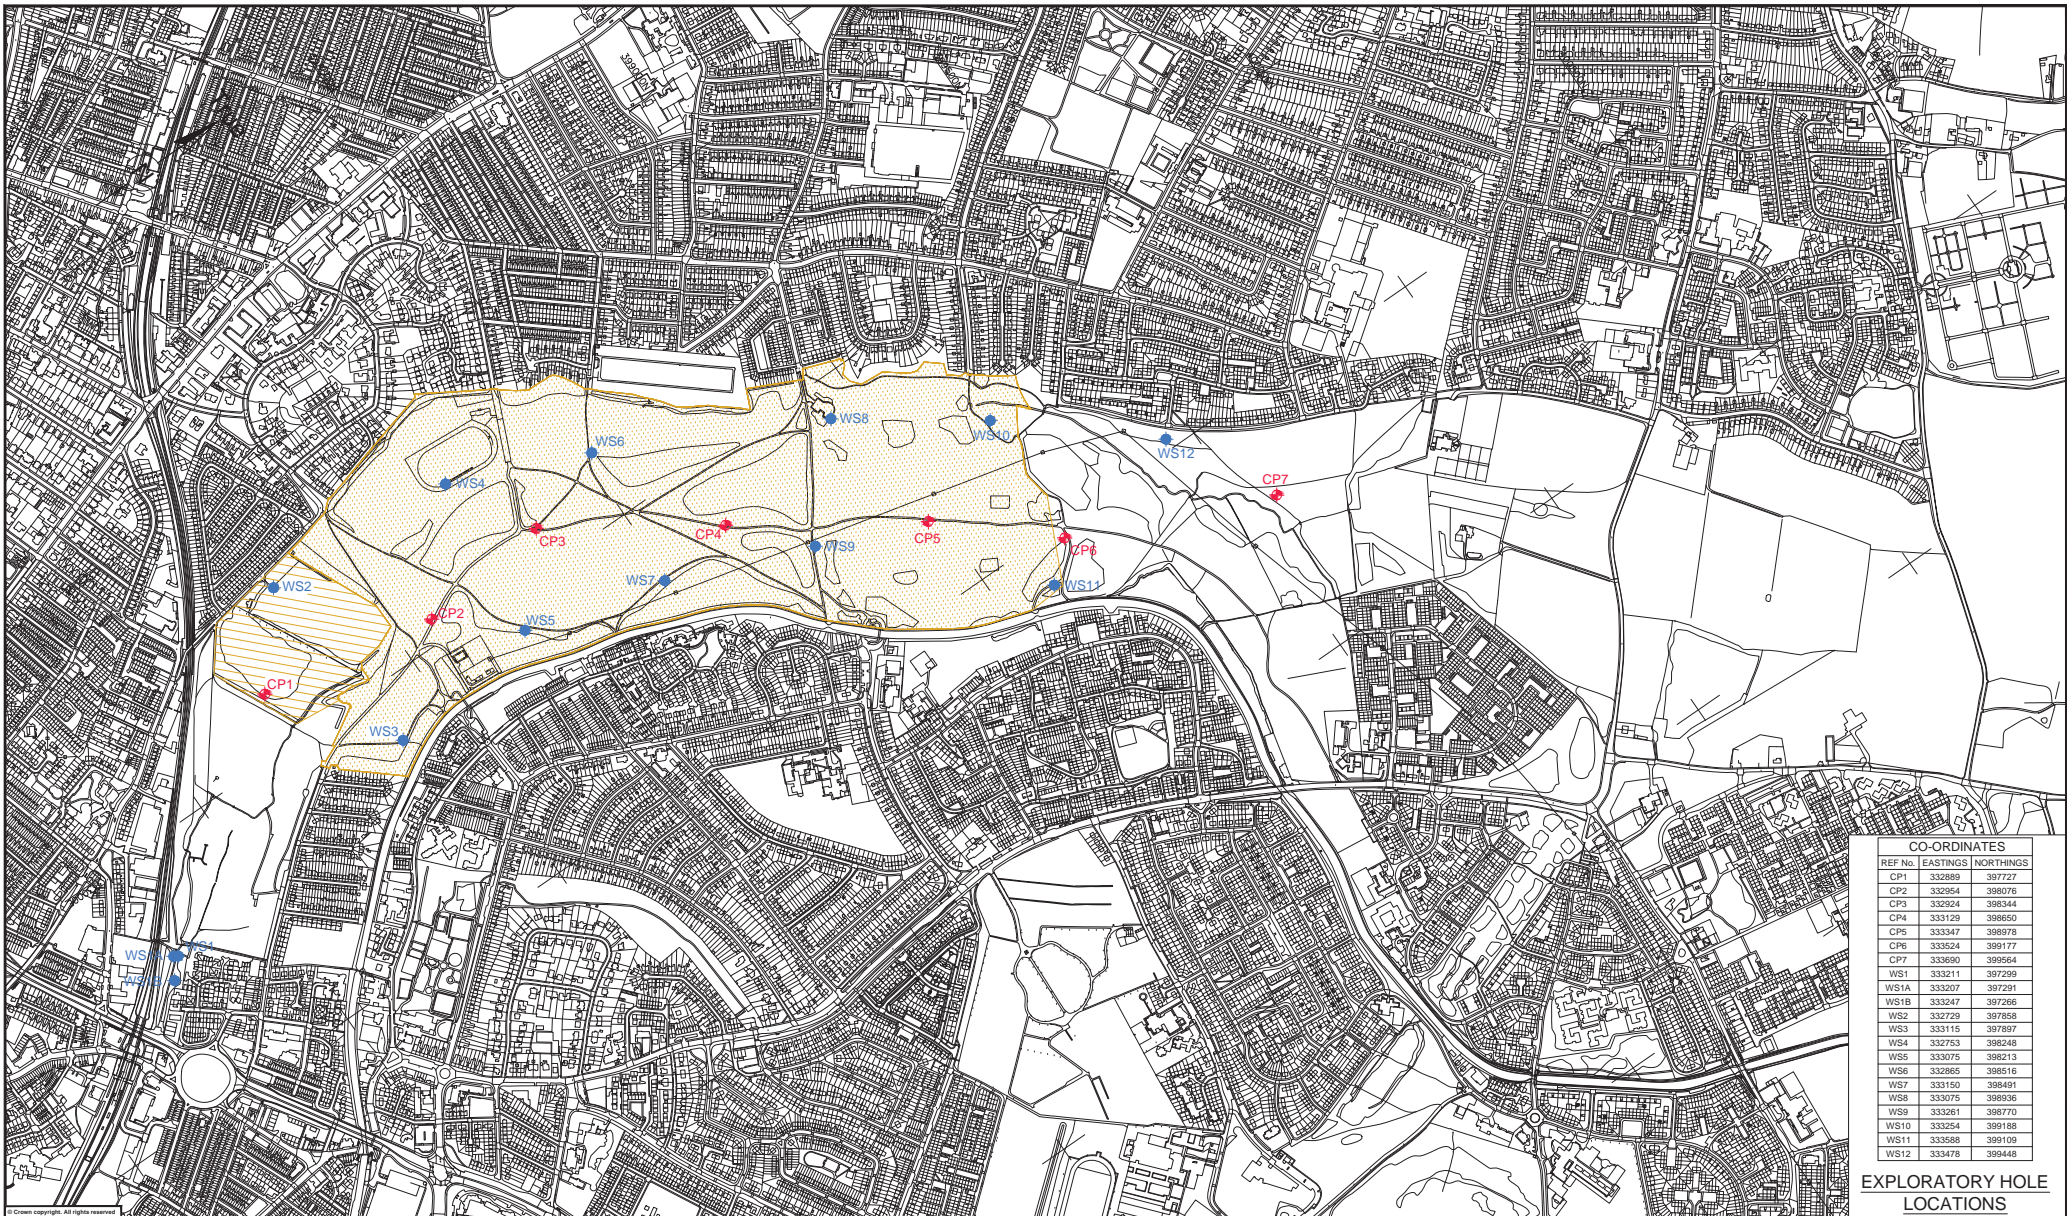 WS8
WS10
WS6
WS12
CP7
WS4
CP4
CP5
CP3
CP6
WS9
WS7
WS2
WS11
CP2
WS5
CP1
WS3
WS1
WS1A
WS1B
CO-ORDINATES
REF No. EASTINGS NORTHINGS
CP1 332889 397727
CP2 332954 398076
CP3 332924 398344
CP4 333129 398650
CP5 333347 398978
CP6 333524 399177
CP7 333690 399564
WS1 333211 397299
WS1A 333207 397291
WS1B 333247 397266
WS2 332729 397858
WS3 333115 397897
WS4 332753 398248
WS5 333075 398213
WS6 332865 398516
WS7 333150 398491
WS8 333075 398936
WS9 333261 398770
WS10 333254 399188
WS11 333588 399109
WS12 333478 399448
EXPLORATORY HOLE
LOCATIONS
© Crown copyright. All rights reserved